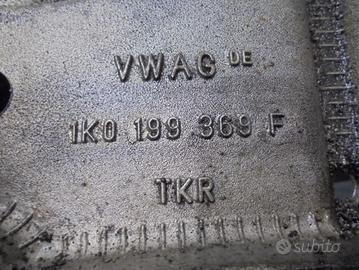 VWAG DE
1K0 199 369 F
TKR
subito